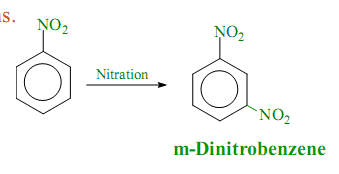 s.
NO₂
NO₂
Nitration
NO₂
m-Dinitrobenzene